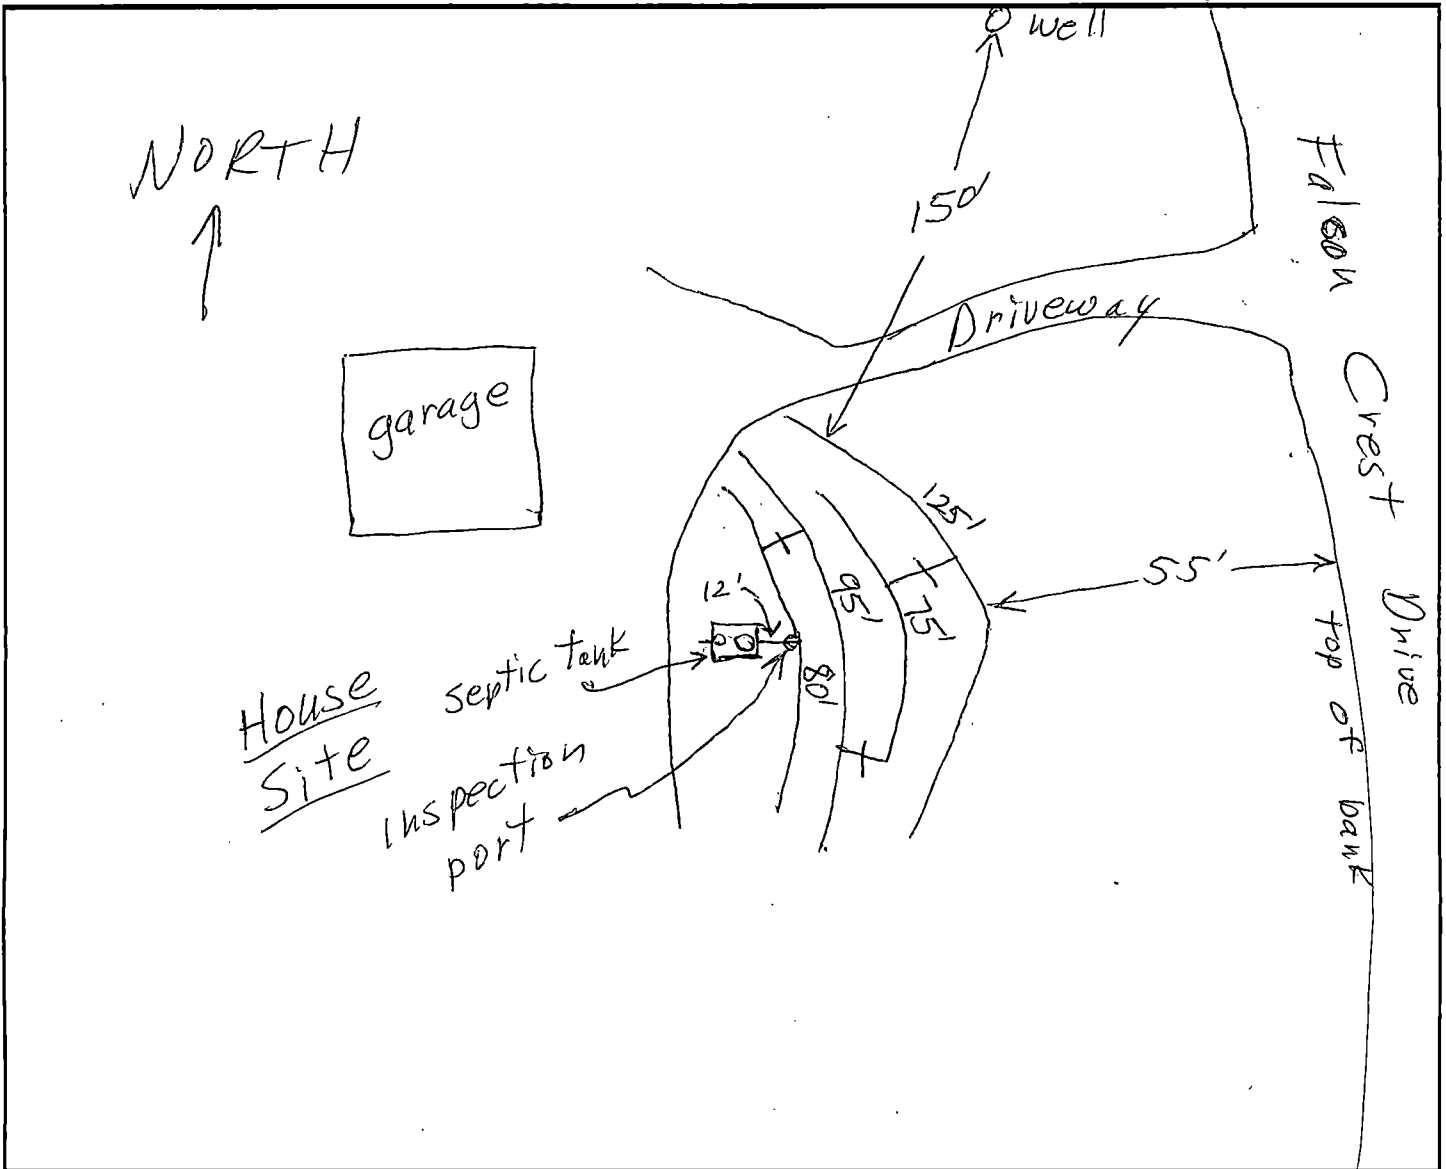 well
NORTH
150'
Falcon Crest Drive
Driveway
garage
125'
55'
12'
95'
75'
septic tank
80'
House
Site
inspection
port
top of bank